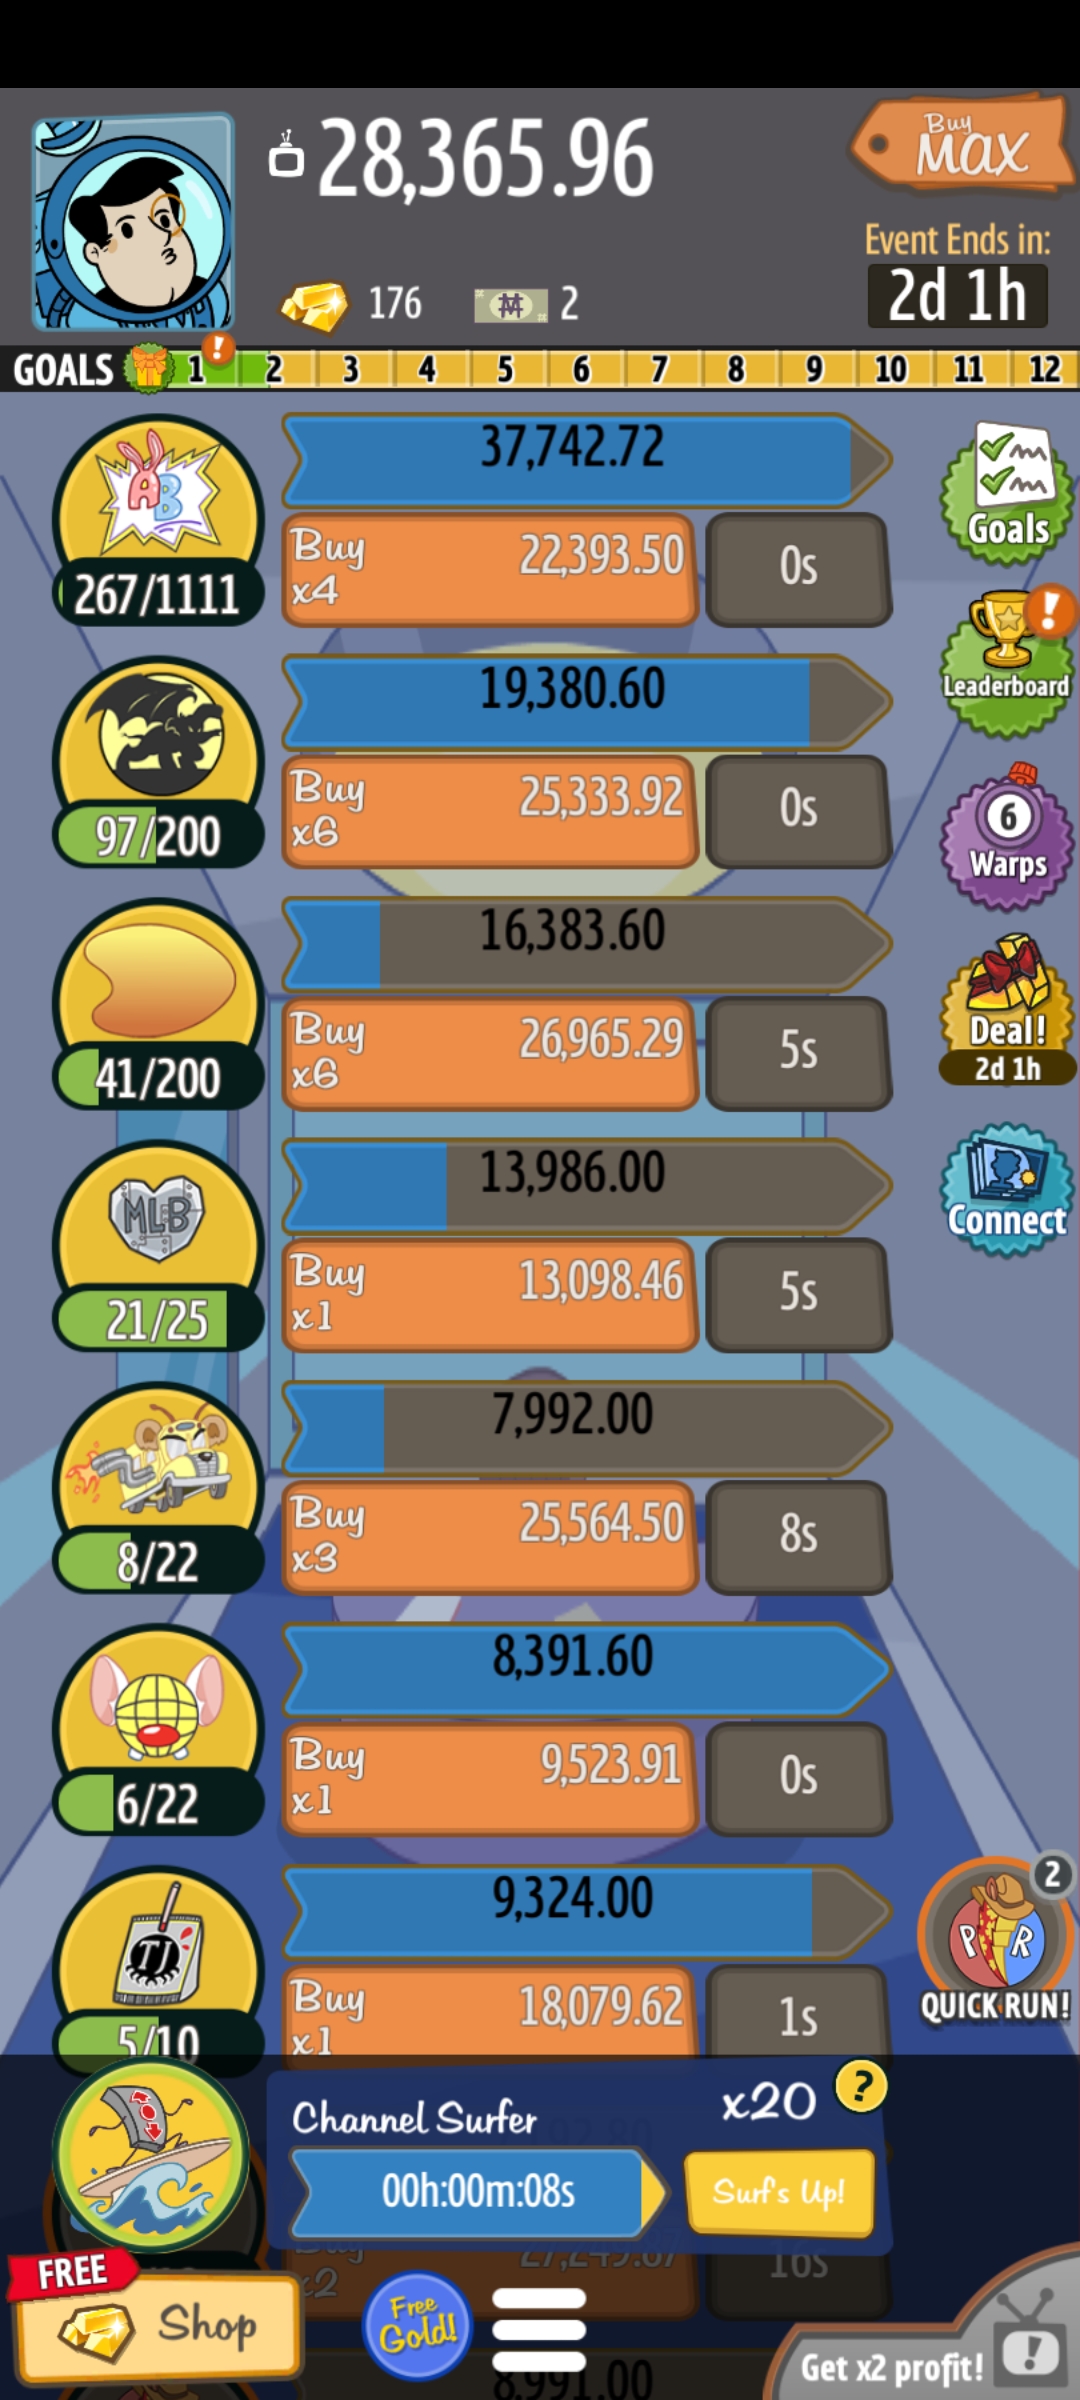 28,365.96
Buy
MAX
Event Ends in:
2d 1h
176
2
GOALS 1 ! 2 3 4 5 6 7 8 9 10 11 12
AB
267/1111
37,742.72
Buy
x4
22,393.50
0s
Goals
97/200
19,380.60
Buy
x6
25,333.92
0s
!
Leaderboard
6
Warps
41/200
16,383.60
Buy
x6
26,965.29
5s
Deal!
2d 1h
MLB
21/25
13,986.00
Buy
x1
13,098.46
5s
Connect
8/22
7,992.00
Buy
x3
25,564.50
8s
6/22
8,391.60
Buy
x1
9,523.91
0s
TJ
5/10
9,324.00
Buy
x1
18,079.62
1s
2
P R
QUICK RUN!
Channel Surfer
x20
?
00h:00m:08s
Surf's Up!
x2
16s
FREE
Shop
Free
Gold!
8,991.00
Get x2 profit!
!